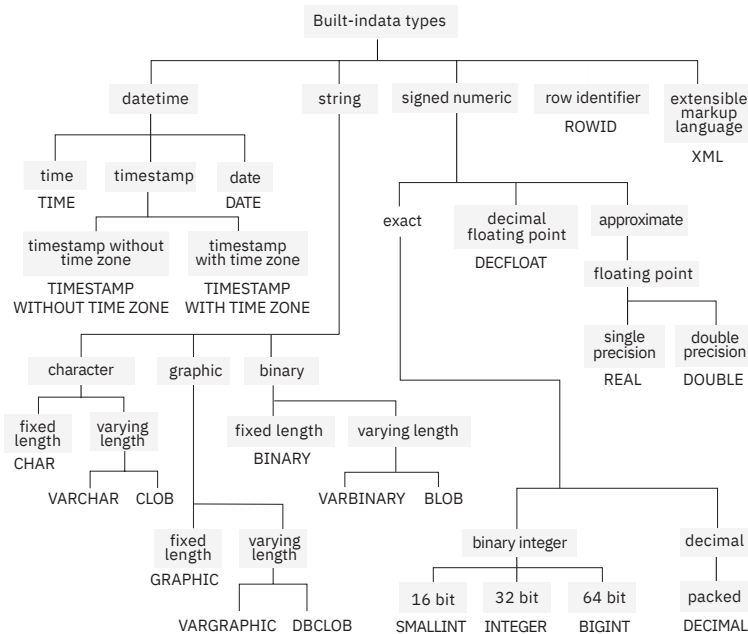 Built-indata types
datetime
string
signed numeric
row identifier
ROWID
extensible
markup
language
XML
time
TIME
timestamp
date
DATE
timestamp without
time zone
TIMESTAMP
WITHOUT TIME ZONE
timestamp
with time zone
TIMESTAMP
WITH TIME ZONE
exact
decimal
floating point
DECFLOAT
approximate
floating point
single
precision
REAL
double
precision
DOUBLE
character
graphic
binary
fixed
length
CHAR
varying
length
VARCHAR
CLOB
fixed length
BINARY
varying length
VARBINARY
BLOB
fixed
length
GRAPHIC
varying
length
VARGRAPHIC
DBCLOB
binary integer
decimal
16 bit
SMALLINT
32 bit
INTEGER
64 bit
BIGINT
packed
DECIMAL